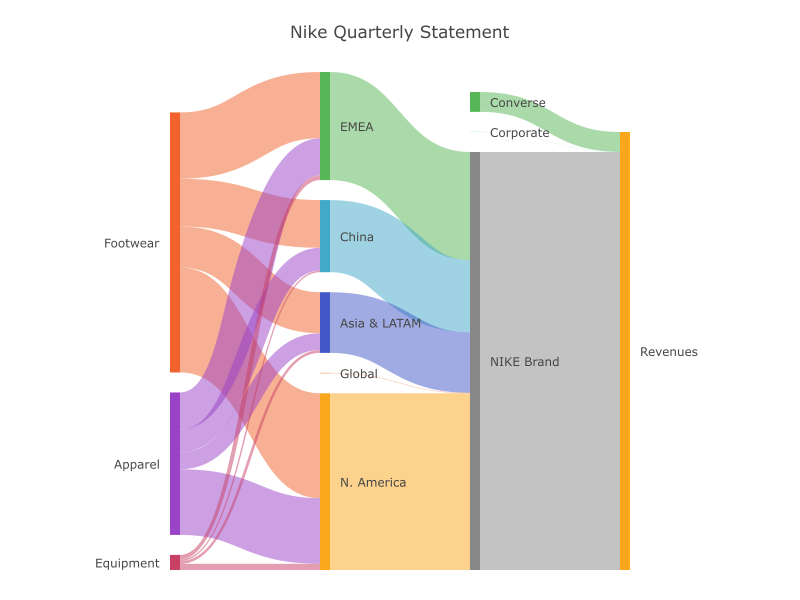 Nike Quarterly Statement
Converse
EMEA
Corporate
China
Footwear
Asia & LATAM
Revenues
NIKE Brand
Global
Apparel
N. America
Equipment